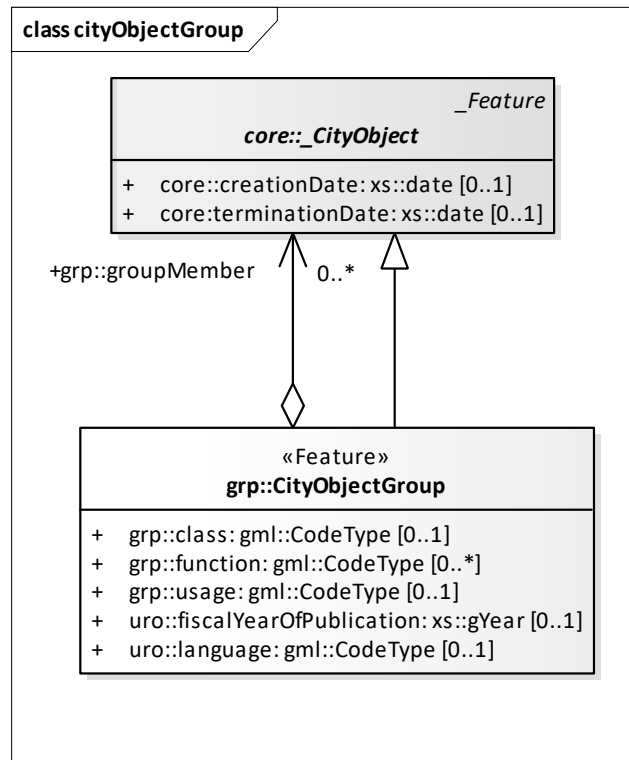 class cityObjectGroup
_Feature
core::_CityObject
+ core::creationDate: xs::date [0..1]
+ core:terminationDate: xs::date [0..1]
+grp::groupMember 0..*
«Feature»
grp::CityObjectGroup
+ grp::class: gml::CodeType [0..1]
+ grp::function: gml::CodeType [0..*]
+ grp::usage: gml::CodeType [0..1]
+ uro::fiscalYearOfPublication: xs::gYear [0..1]
+ uro::language: gml::CodeType [0..1]